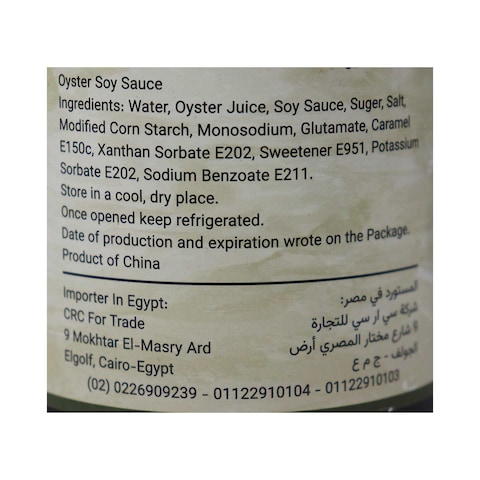 Oyster Soy Sauce
Ingredients: Water, Oyster Juice, Soy Sauce, Suger, Salt,
Modified Corn Starch, Monosodium, Glutamate, Caramel
E150c, Xanthan Sorbate E202, Sweetener E951, Potassium
Sorbate E202, Sodium Benzoate E211.
Store in a cool, dry place.
Once opened keep refrigerated.
Date of production and expiration wrote on the Package.
Product of China
Importer In Egypt:
CRC For Trade
9 Mokhtar El-Masry Ard
Elgolf, Cairo-Egypt
المستورد في مصر:
شركة سي ار سي للتجارة
9 شارع مختار المصري أرض
الجولف - ج م ع
(02) 0226909239 - 01122910104 - 01122910103